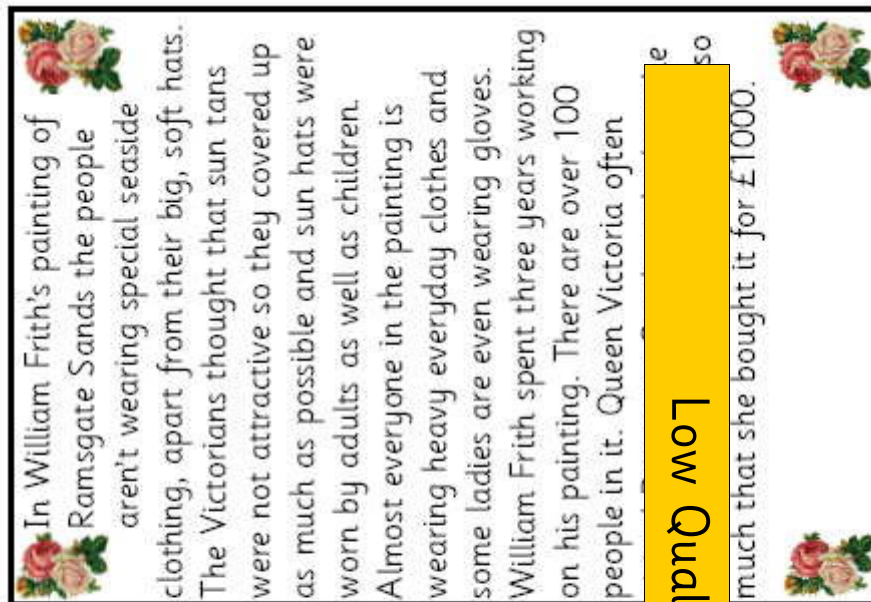 In William Frith's painting of
Ramsgate Sands the people
aren't wearing special seaside
clothing, apart from their big, soft hats.
The Victorians thought that sun tans
were not attractive so they covered up
as much as possible and sun hats were
worn by adults as well as children.
Almost everyone in the painting is
wearing heavy everyday clothes and
some ladies are even wearing gloves.
William Frith spent three years working
on his painting. There are over 100
people in it. Queen Victoria often
so
much that she bought it for £1000.
Low Qual